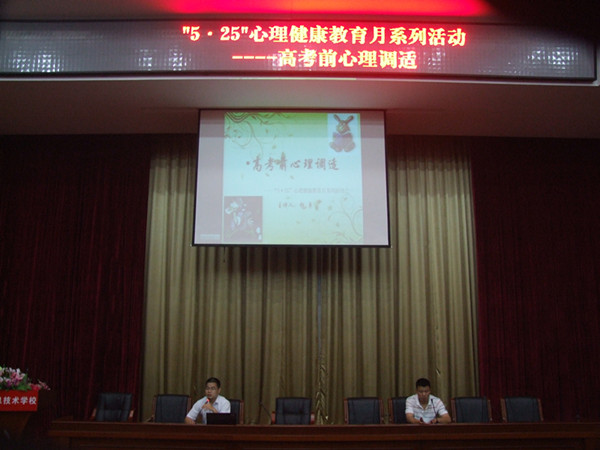 "5·25"心理健康教育月系列活动
----高考前心理调适
高考前心理调适
技术学校